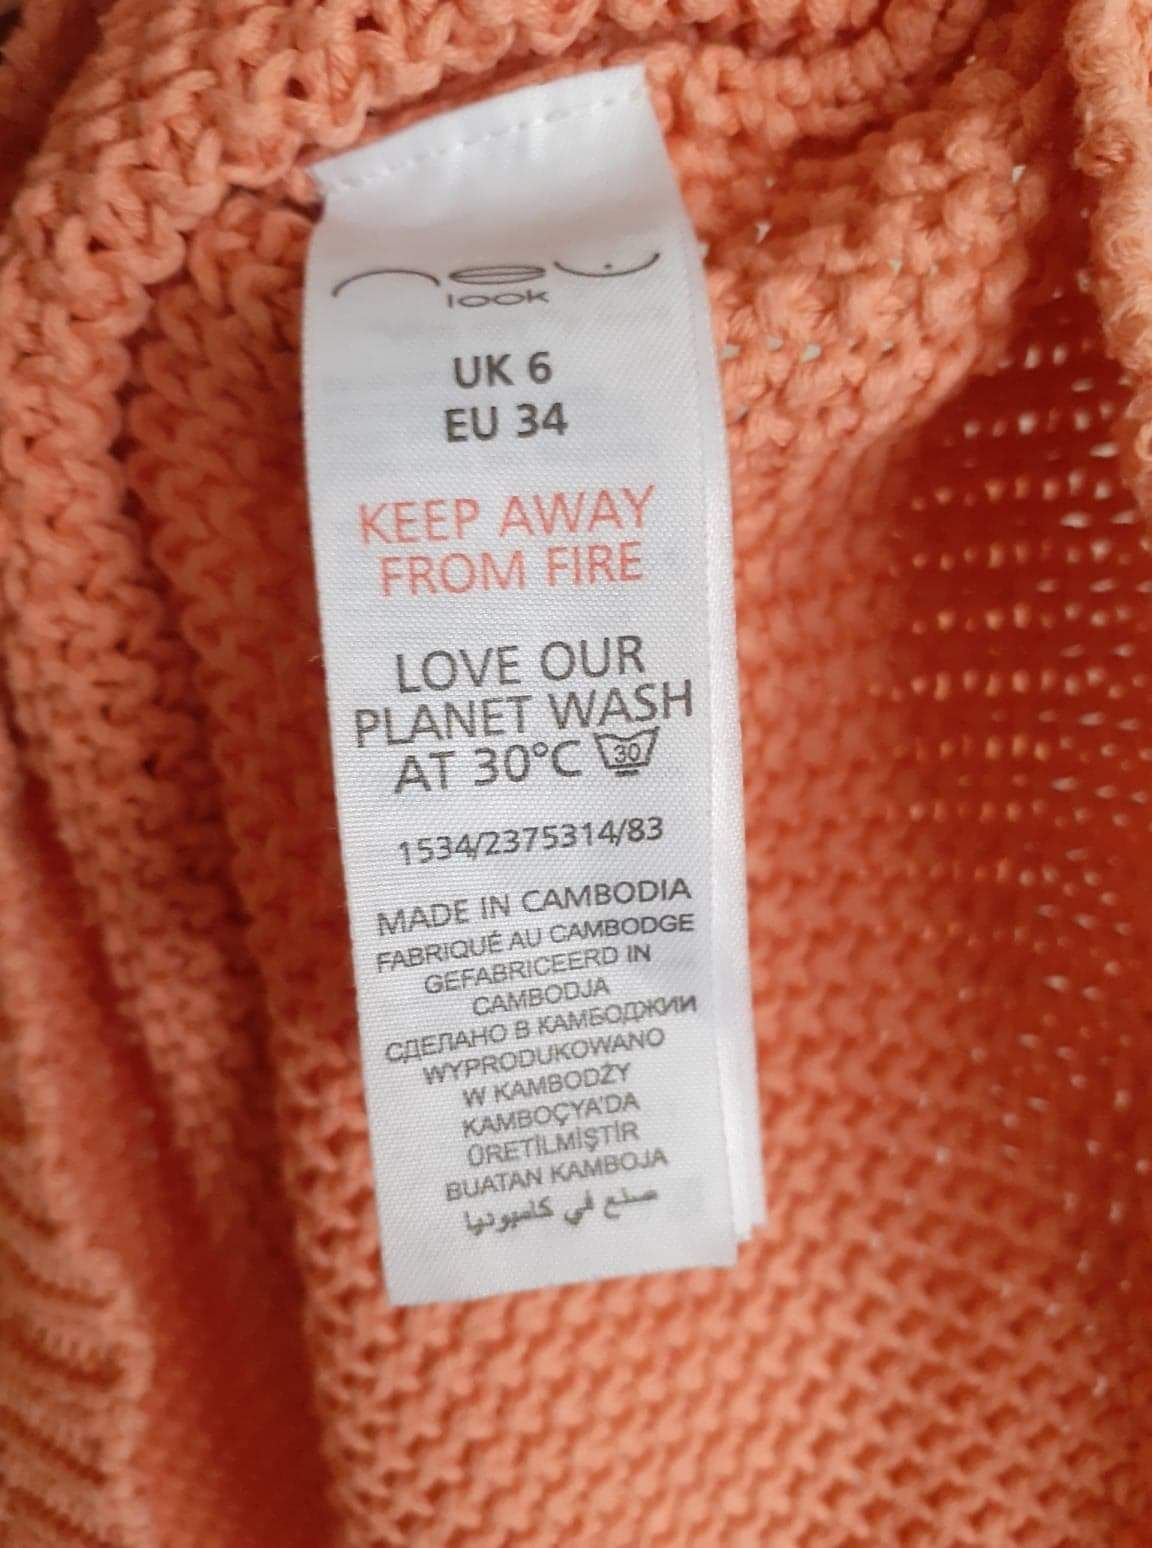 new
look
UK 6
EU 34
KEEP AWAY
FROM FIRE
LOVE OUR
PLANET WASH
AT 30°C 30
1534/2375314/83
MADE IN CAMBODIA
FABRIQUÉ AU CAMBODGE
GEFABRICEERD IN
CAMBODJA
СДЕЛАНО В КАМБОДЖИИ
WYPRODUKOWANO
W KAMBODŻY
KAMBOÇYA'DA
ÜRETİLMİŞTİR
BUATAN KAMBOJA
صنع في كامبوديا